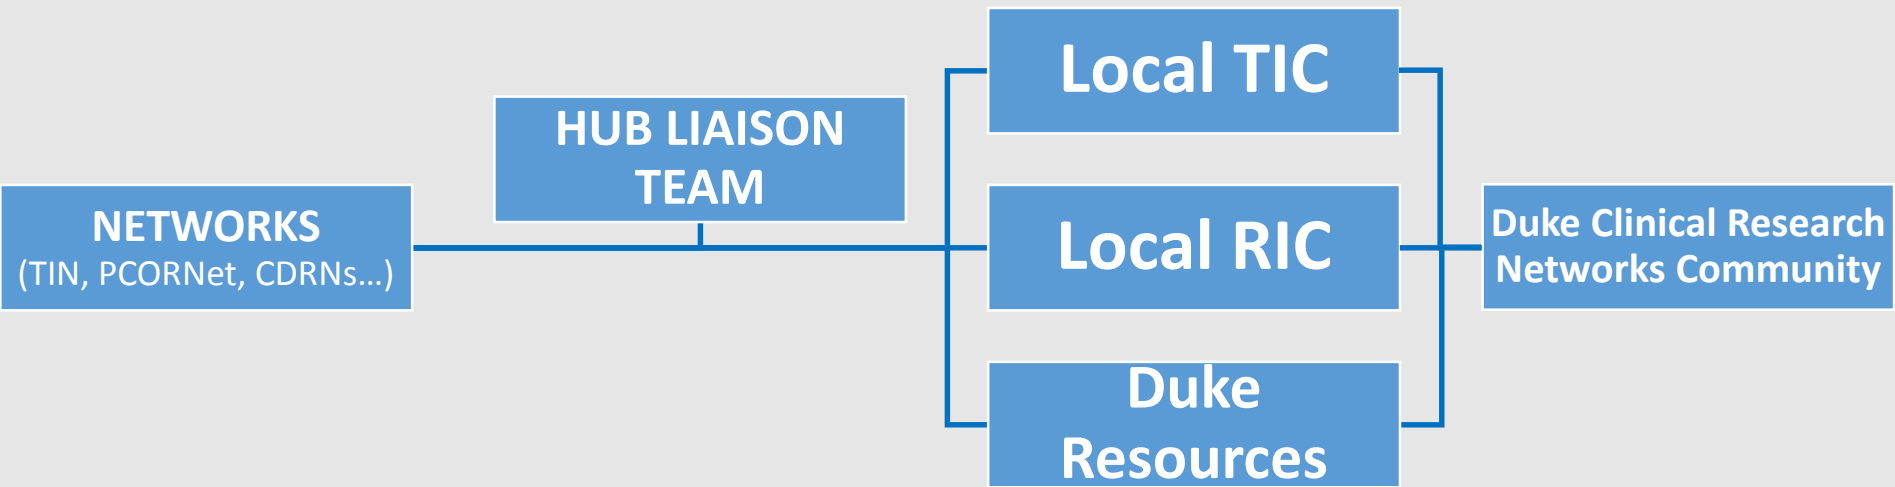 NETWORKS
(TIN, PCORNet, CDRNs...)
HUB LIAISON
TEAM
Local TIC
Local RIC
Duke
Resources
Duke Clinical Research
Networks Community